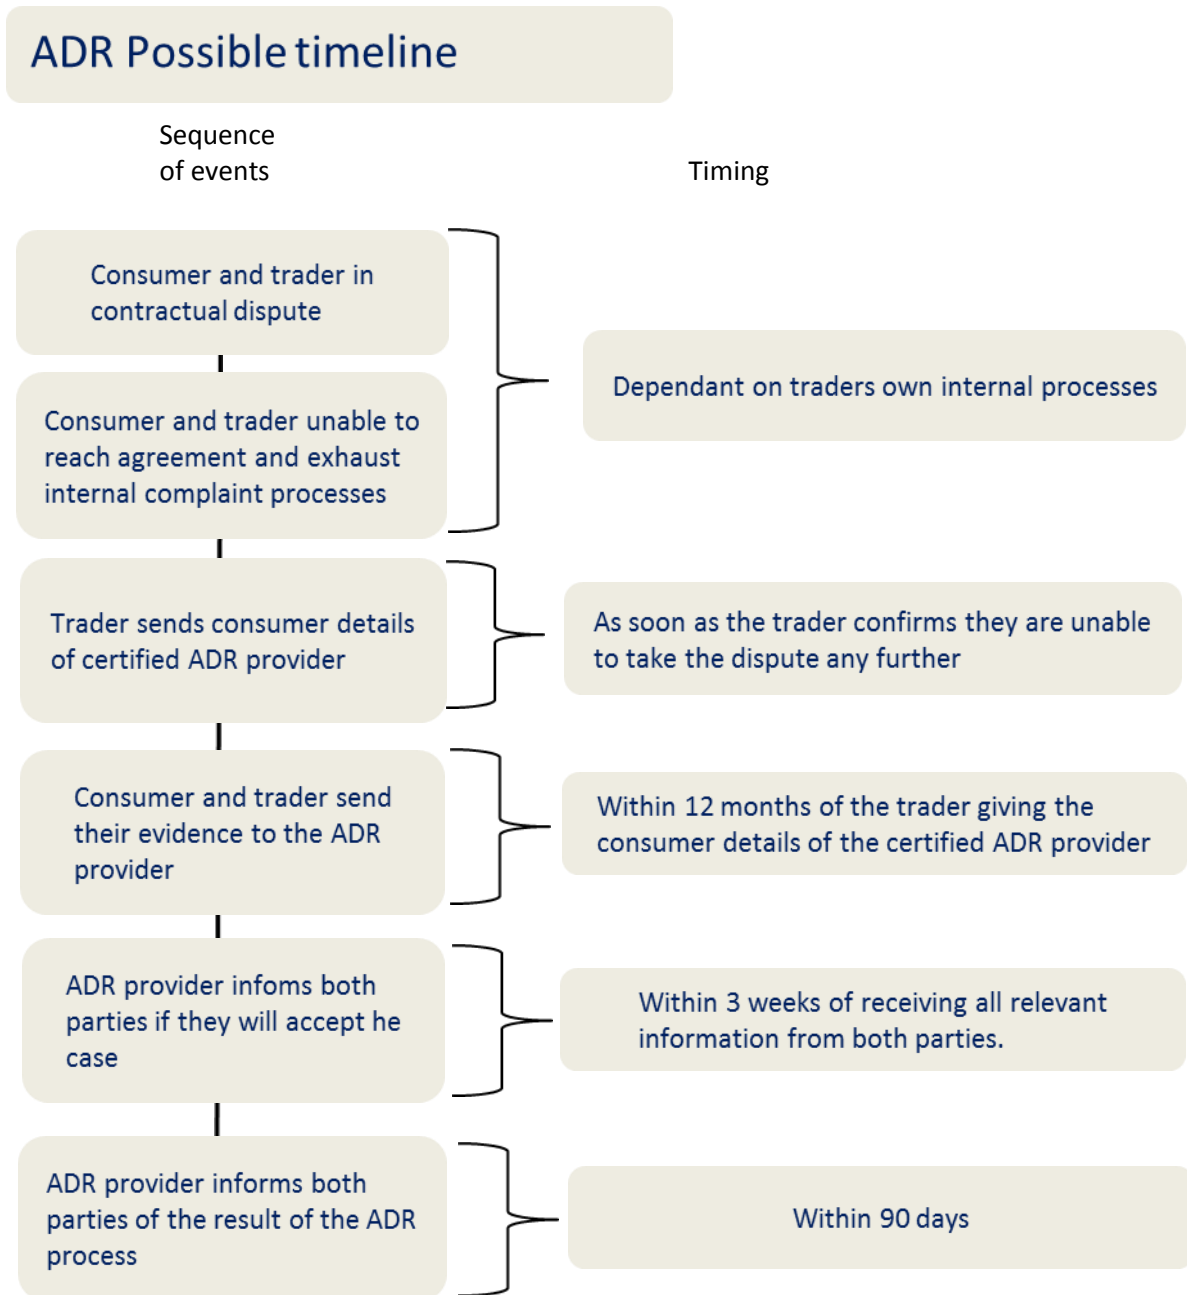 ADR Possible timeline
Sequence
of events
Timing
Consumer and trader in
contractual dispute
Consumer and trader unable to
reach agreement and exhaust
internal complaint processes
Dependant on traders own internal processes
Trader sends consumer details
of certified ADR provider
As soon as the trader confirms they are unable
to take the dispute any further
Consumer and trader send
their evidence to the ADR
provider
Within 12 months of the trader giving the
consumer details of the certified ADR provider
ADR provider infoms both
parties if they will accept he
case
Within 3 weeks of receiving all relevant
information from both parties.
ADR provider informs both
parties of the result of the ADR
process
Within 90 days